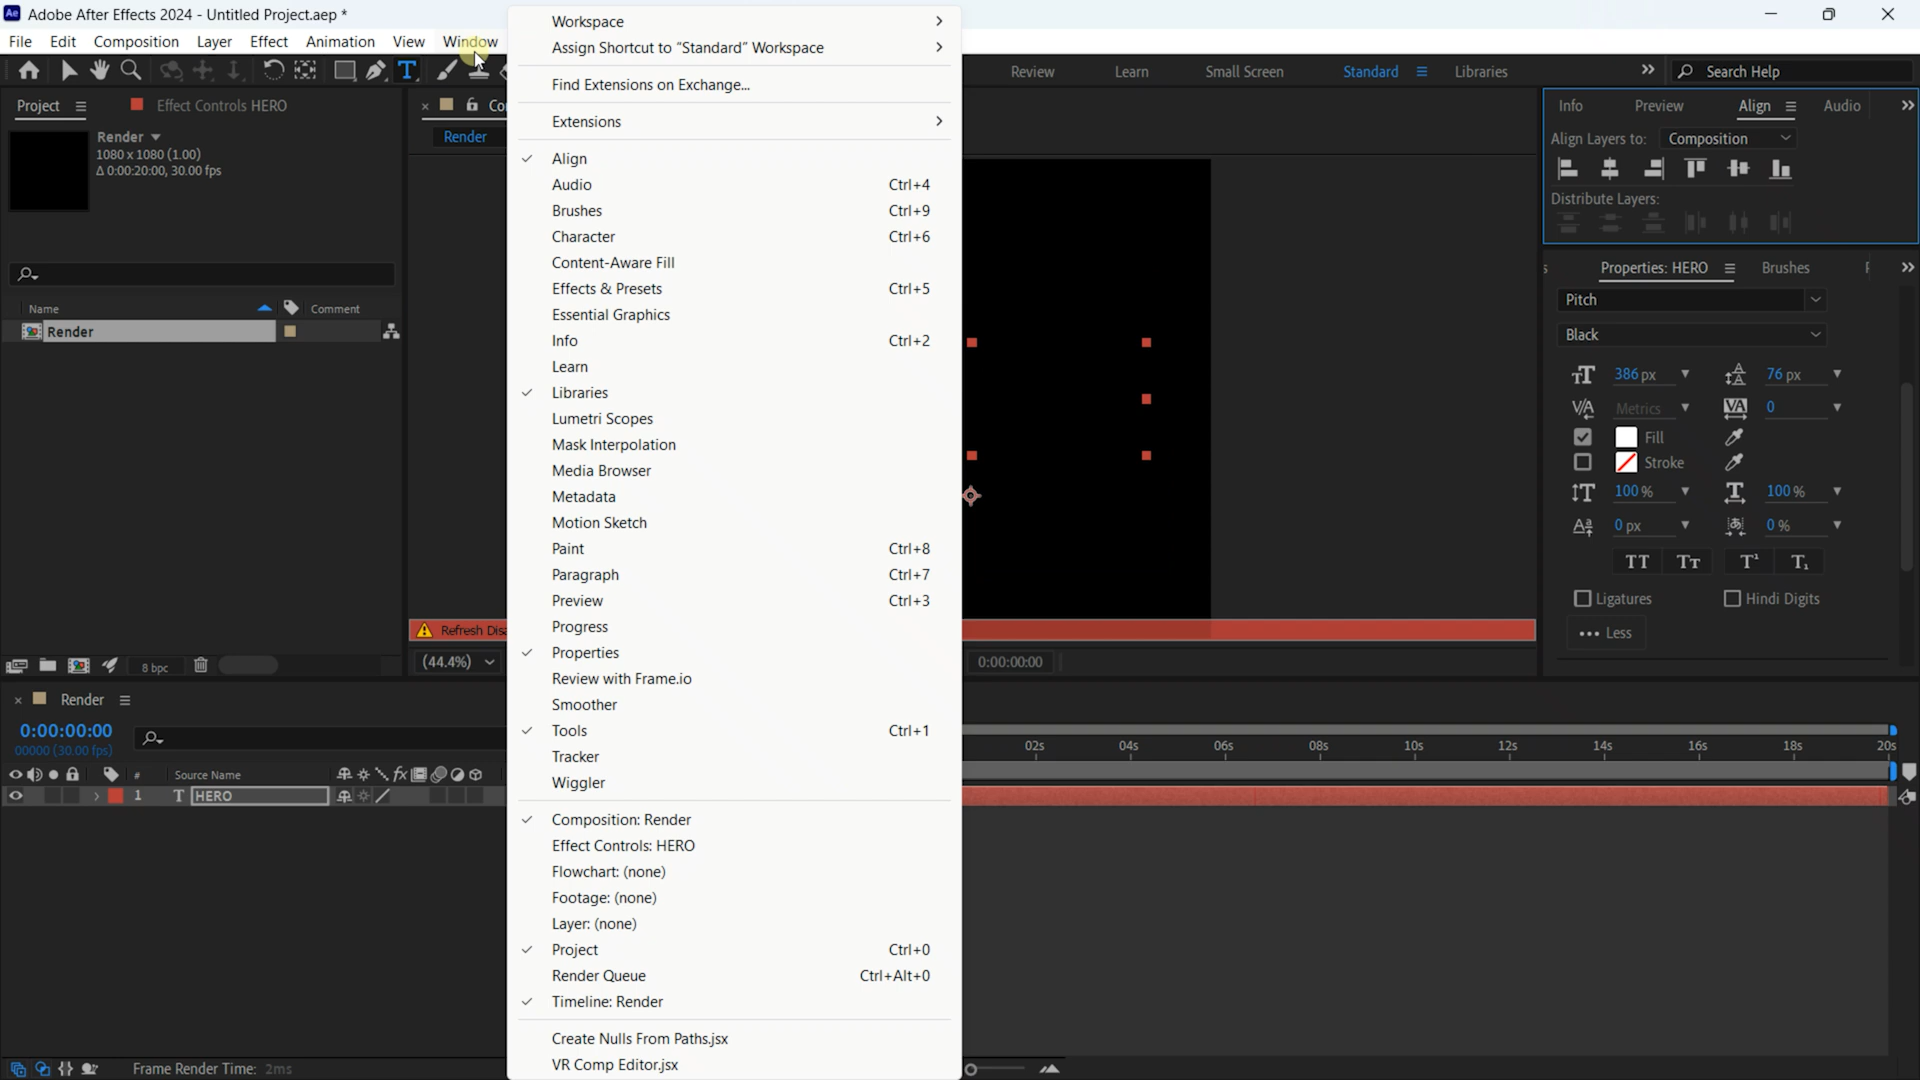 Ae Adobe After Effects 2024 - Untitled Project.aep *
File Edit Composition Layer Effect Animation View Window
Review Learn Small Screen Standard Libraries Search Help
Project Effect Controls HERO
Render
1080 x 1080 (1.00)
Δ 0:00:20:00, 30.00 fps
Name Comment
Render
8 bpc
Render
Refresh Disa
(44.4%)
0:00:00:00
Workspace
Assign Shortcut to "Standard" Workspace
Find Extensions on Exchange...
Extensions
Align
Audio Ctrl+4
Brushes Ctrl+9
Character Ctrl+6
Content-Aware Fill
Effects & Presets Ctrl+5
Essential Graphics
Info Ctrl+2
Learn
Libraries
Lumetri Scopes
Mask Interpolation
Media Browser
Metadata
Motion Sketch
Paint Ctrl+8
Paragraph Ctrl+7
Preview Ctrl+3
Progress
Properties
Review with Frame.io
Smoother
Tools Ctrl+1
Tracker
Wiggler
Composition: Render
Effect Controls: HERO
Flowchart: (none)
Footage: (none)
Layer: (none)
Project Ctrl+0
Render Queue Ctrl+Alt+0
Timeline: Render
Create Nulls From Paths.jsx
VR Comp Editor.jsx
Info Preview Align Audio
Align Layers to: Composition
Distribute Layers:
Properties: HERO Brushes
Pitch
Black
386 px 76 px
Metrics 0
Fill
Stroke
100 % 100 %
0 px 0 %
Ligatures Hindi Digits
Less
Render
0:00:00:00
00000 (30.00 fps)
# Source Name
1 HERO
02s 04s 06s 08s 10s 12s 14s 16s 18s 20s
Frame Render Time: 2ms